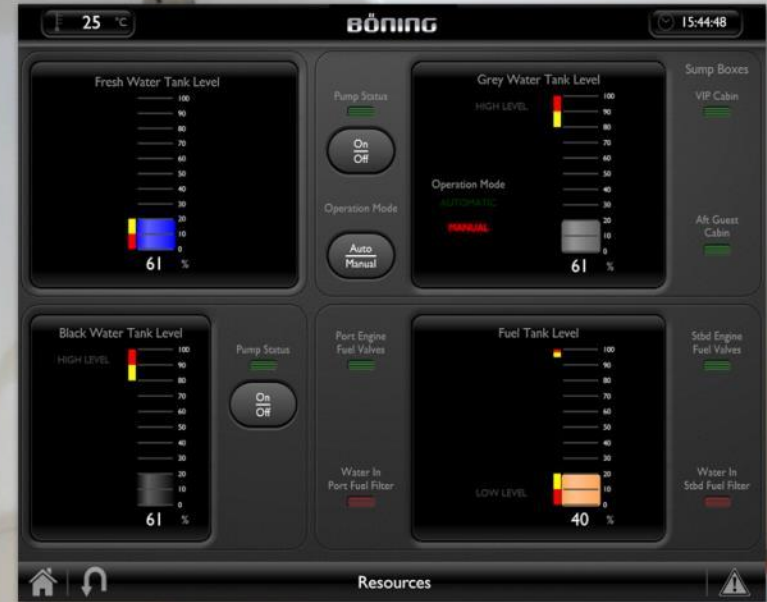 25 °C
BÖNING
15:44:48
Fresh Water Tank Level
100
90
80
70
60
50
40
30
20
10
0
61 %
Pump Status
On
Off
Operation Mode
Auto
Manual
Grey Water Tank Level
HIGH LEVEL
100
90
80
70
60
50
40
30
20
10
0
Operation Mode
AUTOMATIC
MANUAL
61 %
Sump Boxes
VIP Cabin
Aft Guest
Cabin
Black Water Tank Level
HIGH LEVEL
100
90
80
70
60
50
40
30
20
10
0
61 %
Pump Status
On
Off
Port Engine
Fuel Valves
Water In
Port Fuel Filter
Fuel Tank Level
100
90
80
70
60
50
40
30
20
10
0
LOW LEVEL
40 %
Stbd Engine
Fuel Valves
Water In
Stbd Fuel Filter
Resources